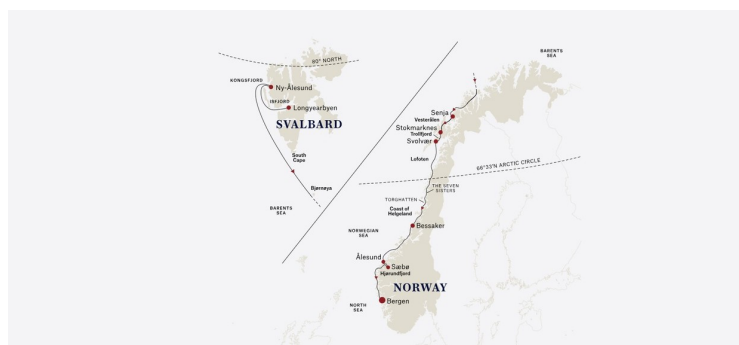 80° NORTH
KONGSFJORD
Ny-Ålesund
ISFJORD
Longyearbyen
SVALBARD
South
Cape
Bjørnøya
BARENTS
SEA
BARENTS
SEA
Senja
Vesterålen
Stokmarknes
Trollfjord
Svolvær
Lofoten
66°33'N ARCTIC CIRCLE
THE SEVEN
SISTERS
TORGHATTEN
Coast of
Helgeland
NORWEGIAN
SEA
Bessaker
Ålesund
Sæbø
Hjørundfjord
NORWAY
NORTH
SEA
Bergen